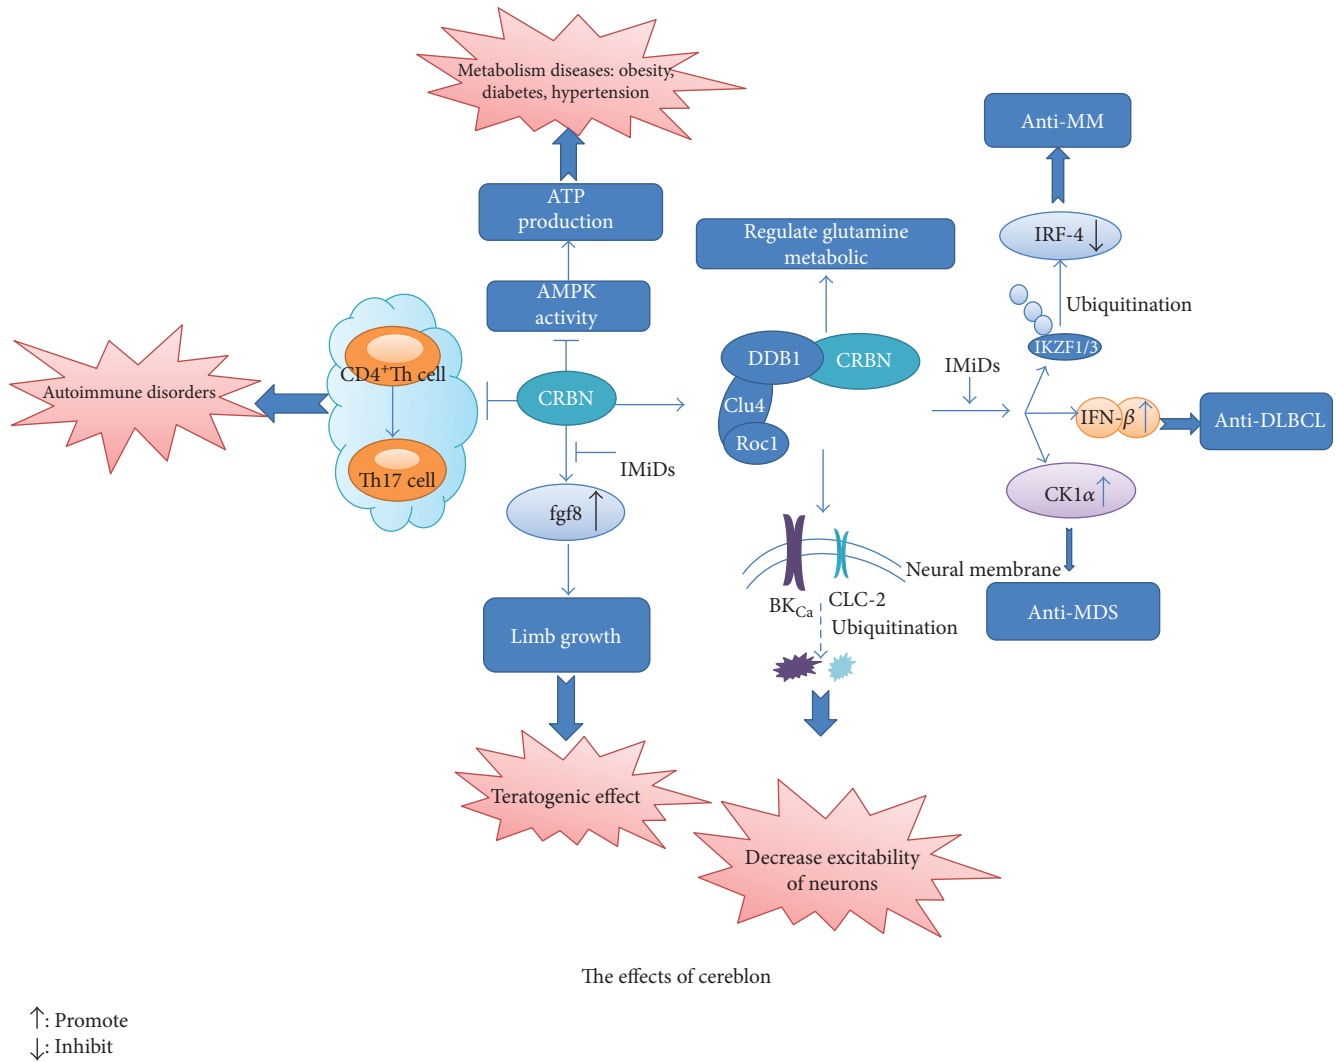 Metabolism diseases: obesity,
diabetes, hypertension
ATP
production
AMPK
activity
CD4⁺Th cell
Th17 cell
Autoimmune disorders
CRBN
IMiDs
fgf8 ↑
Limb growth
Teratogenic effect
Regulate glutamine
metabolic
DDB1
CRBN
Clu4
Roc1
Neural membrane
BK_Ca
CLC-2
Ubiquitination
Decrease excitability
of neurons
IMiDs
Anti-MM
IRF-4 ↓
Ubiquitination
IKZF1/3
IFN-β ↑
Anti-DLBCL
CK1α ↑
Anti-MDS
The effects of cereblon
↑: Promote
↓: Inhibit